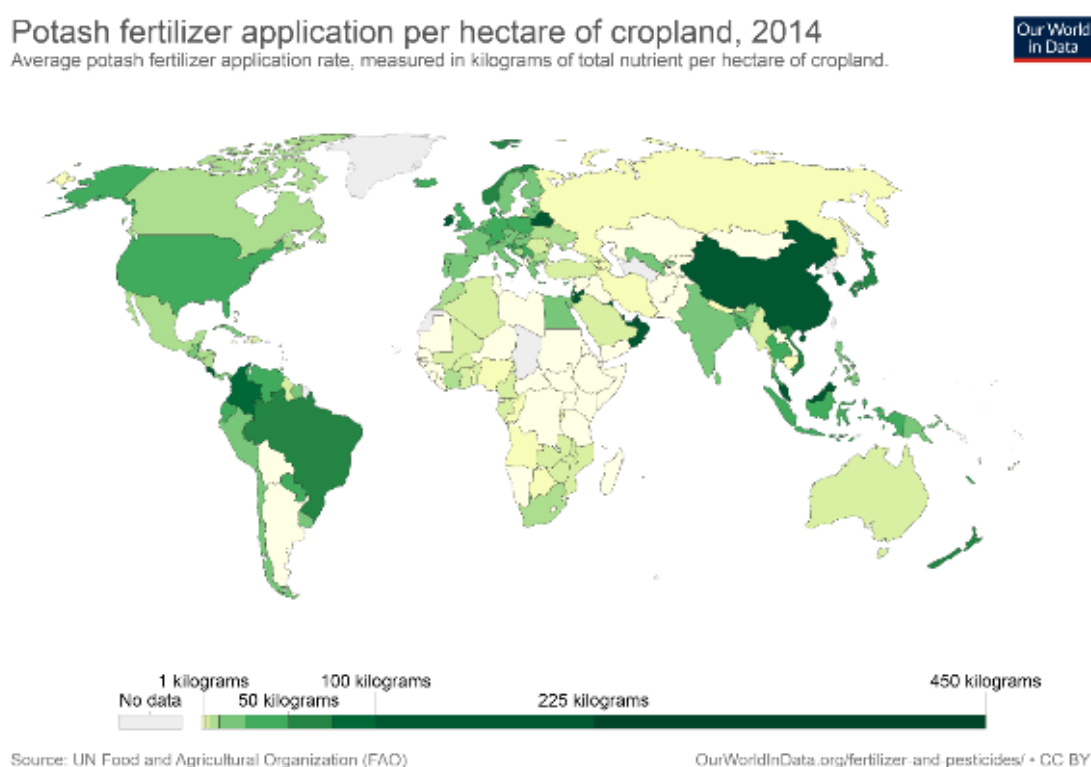 Potash fertilizer application per hectare of cropland, 2014
Average potash fertilizer application rate, measured in kilograms of total nutrient per hectare of cropland.
Our World
in Data
1 kilograms
100 kilograms
450 kilograms
No data
50 kilograms
225 kilograms
Source: UN Food and Agricultural Organization (FAO)
OurWorldInData.org/fertilizer-and-pesticides/ • CC BY